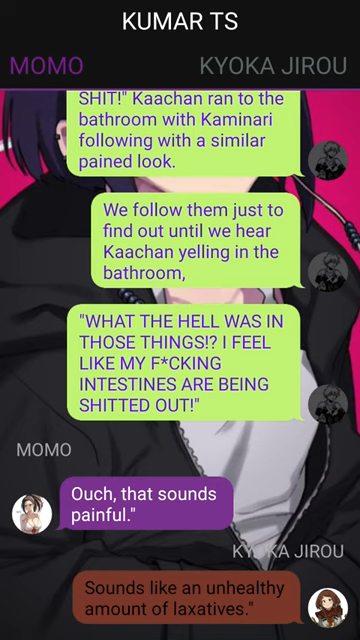 KUMAR TS
MOMO
KYOKA JIROU
SHIT!" Kaachan ran to the
bathroom with Kaminari
following with a similar
pained look.
We follow them just to
find out until we hear
Kaachan yelling in the
bathroom,
"WHAT THE HELL WAS IN
THOSE THINGS!? I FEEL
LIKE MY F*CKING
INTESTINES ARE BEING
SHITTED OUT!"
MOMO
Ouch, that sounds
painful."
KYOKA JIROU
Sounds like an unhealthy
amount of laxatives."